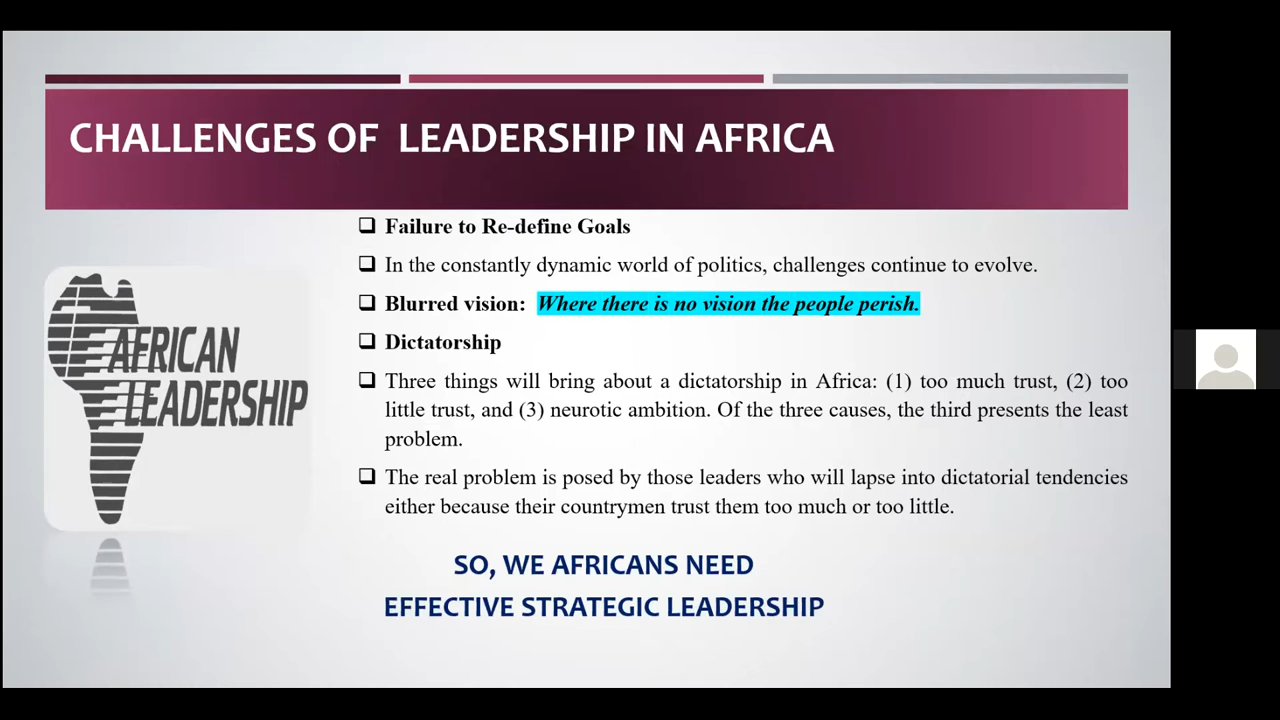 CHALLENGES OF LEADERSHIP IN AFRICA
Failure to Re-define Goals
In the constantly dynamic world of politics, challenges continue to evolve.
Blurred vision: Where there is no vision the people perish.
Dictatorship
Three things will bring about a dictatorship in Africa: (1) too much trust, (2) too
little trust, and (3) neurotic ambition. Of the three causes, the third presents the least
problem.
The real problem is posed by those leaders who will lapse into dictatorial tendencies
either because their countrymen trust them too much or too little.
AFRICAN
LEADERSHIP
SO, WE AFRICANS NEED
EFFECTIVE STRATEGIC LEADERSHIP